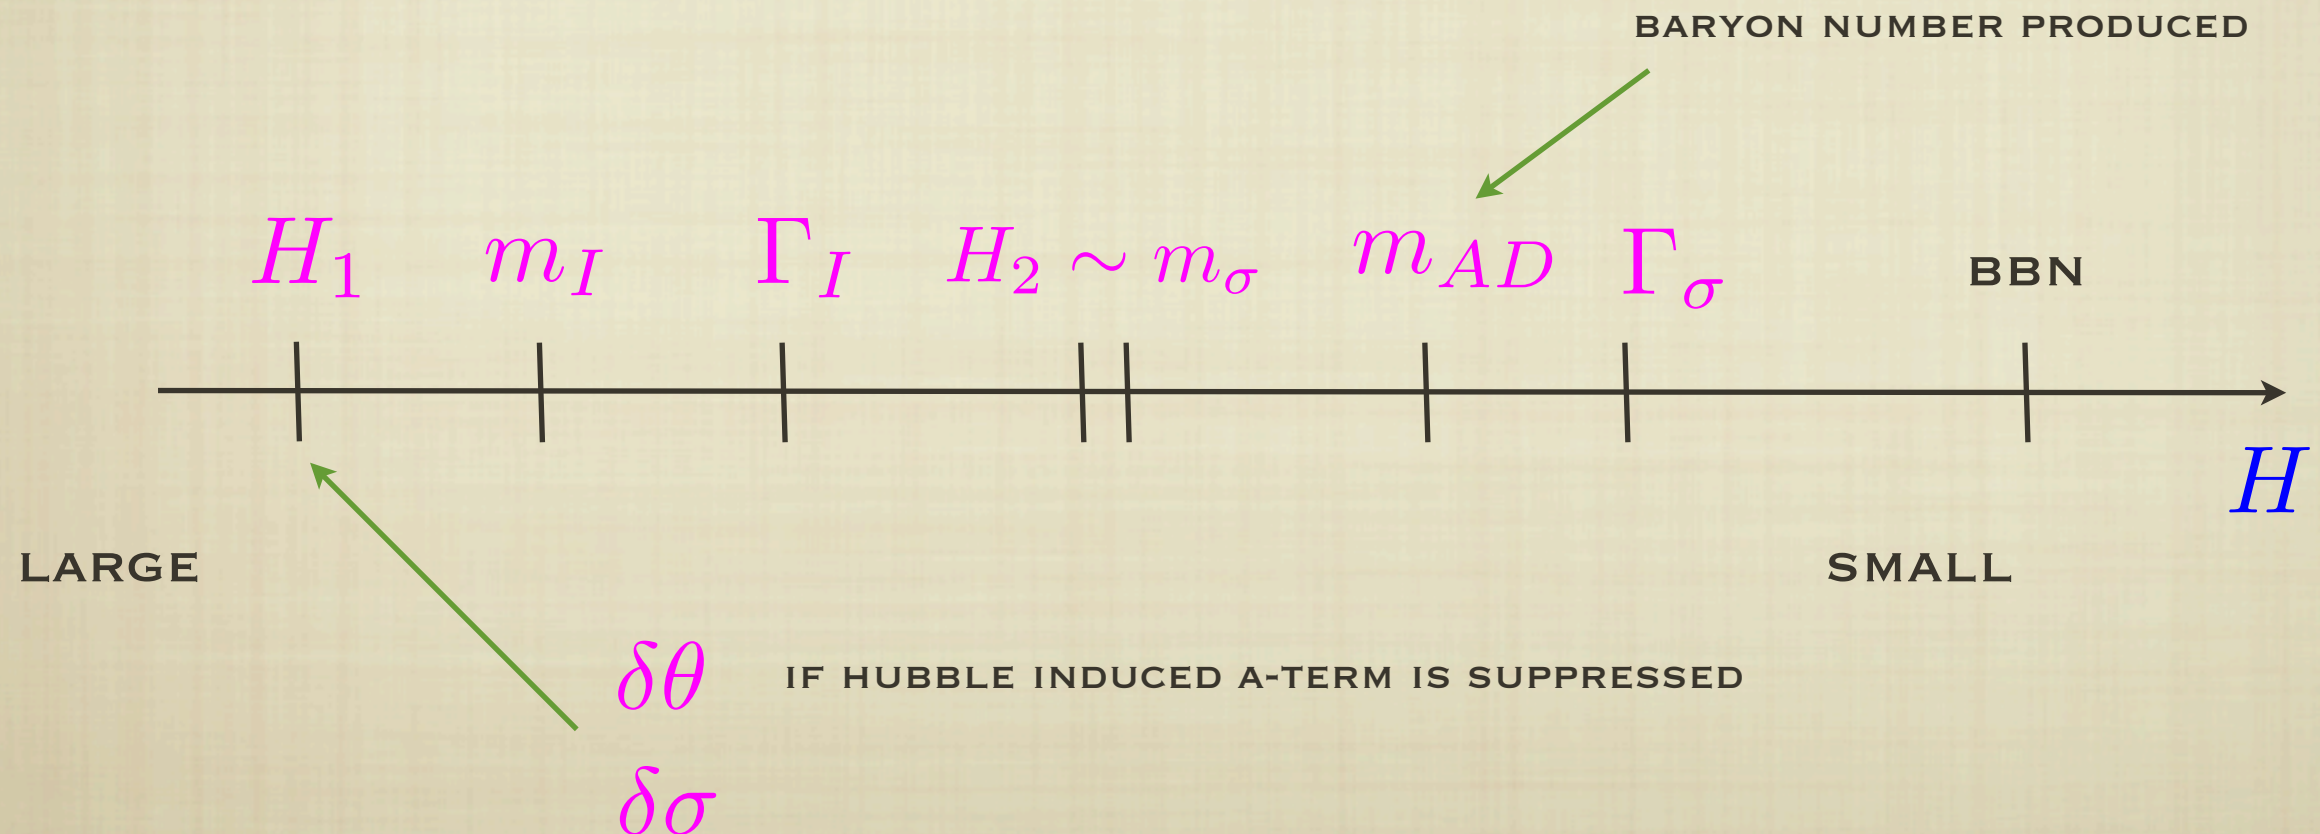 BARYON NUMBER PRODUCED
H₁ m_I Γ_I H₂ ~ m_σ m_AD Γ_σ BBN
H
LARGE SMALL
δθ IF HUBBLE INDUCED A-TERM IS SUPPRESSED
δσ